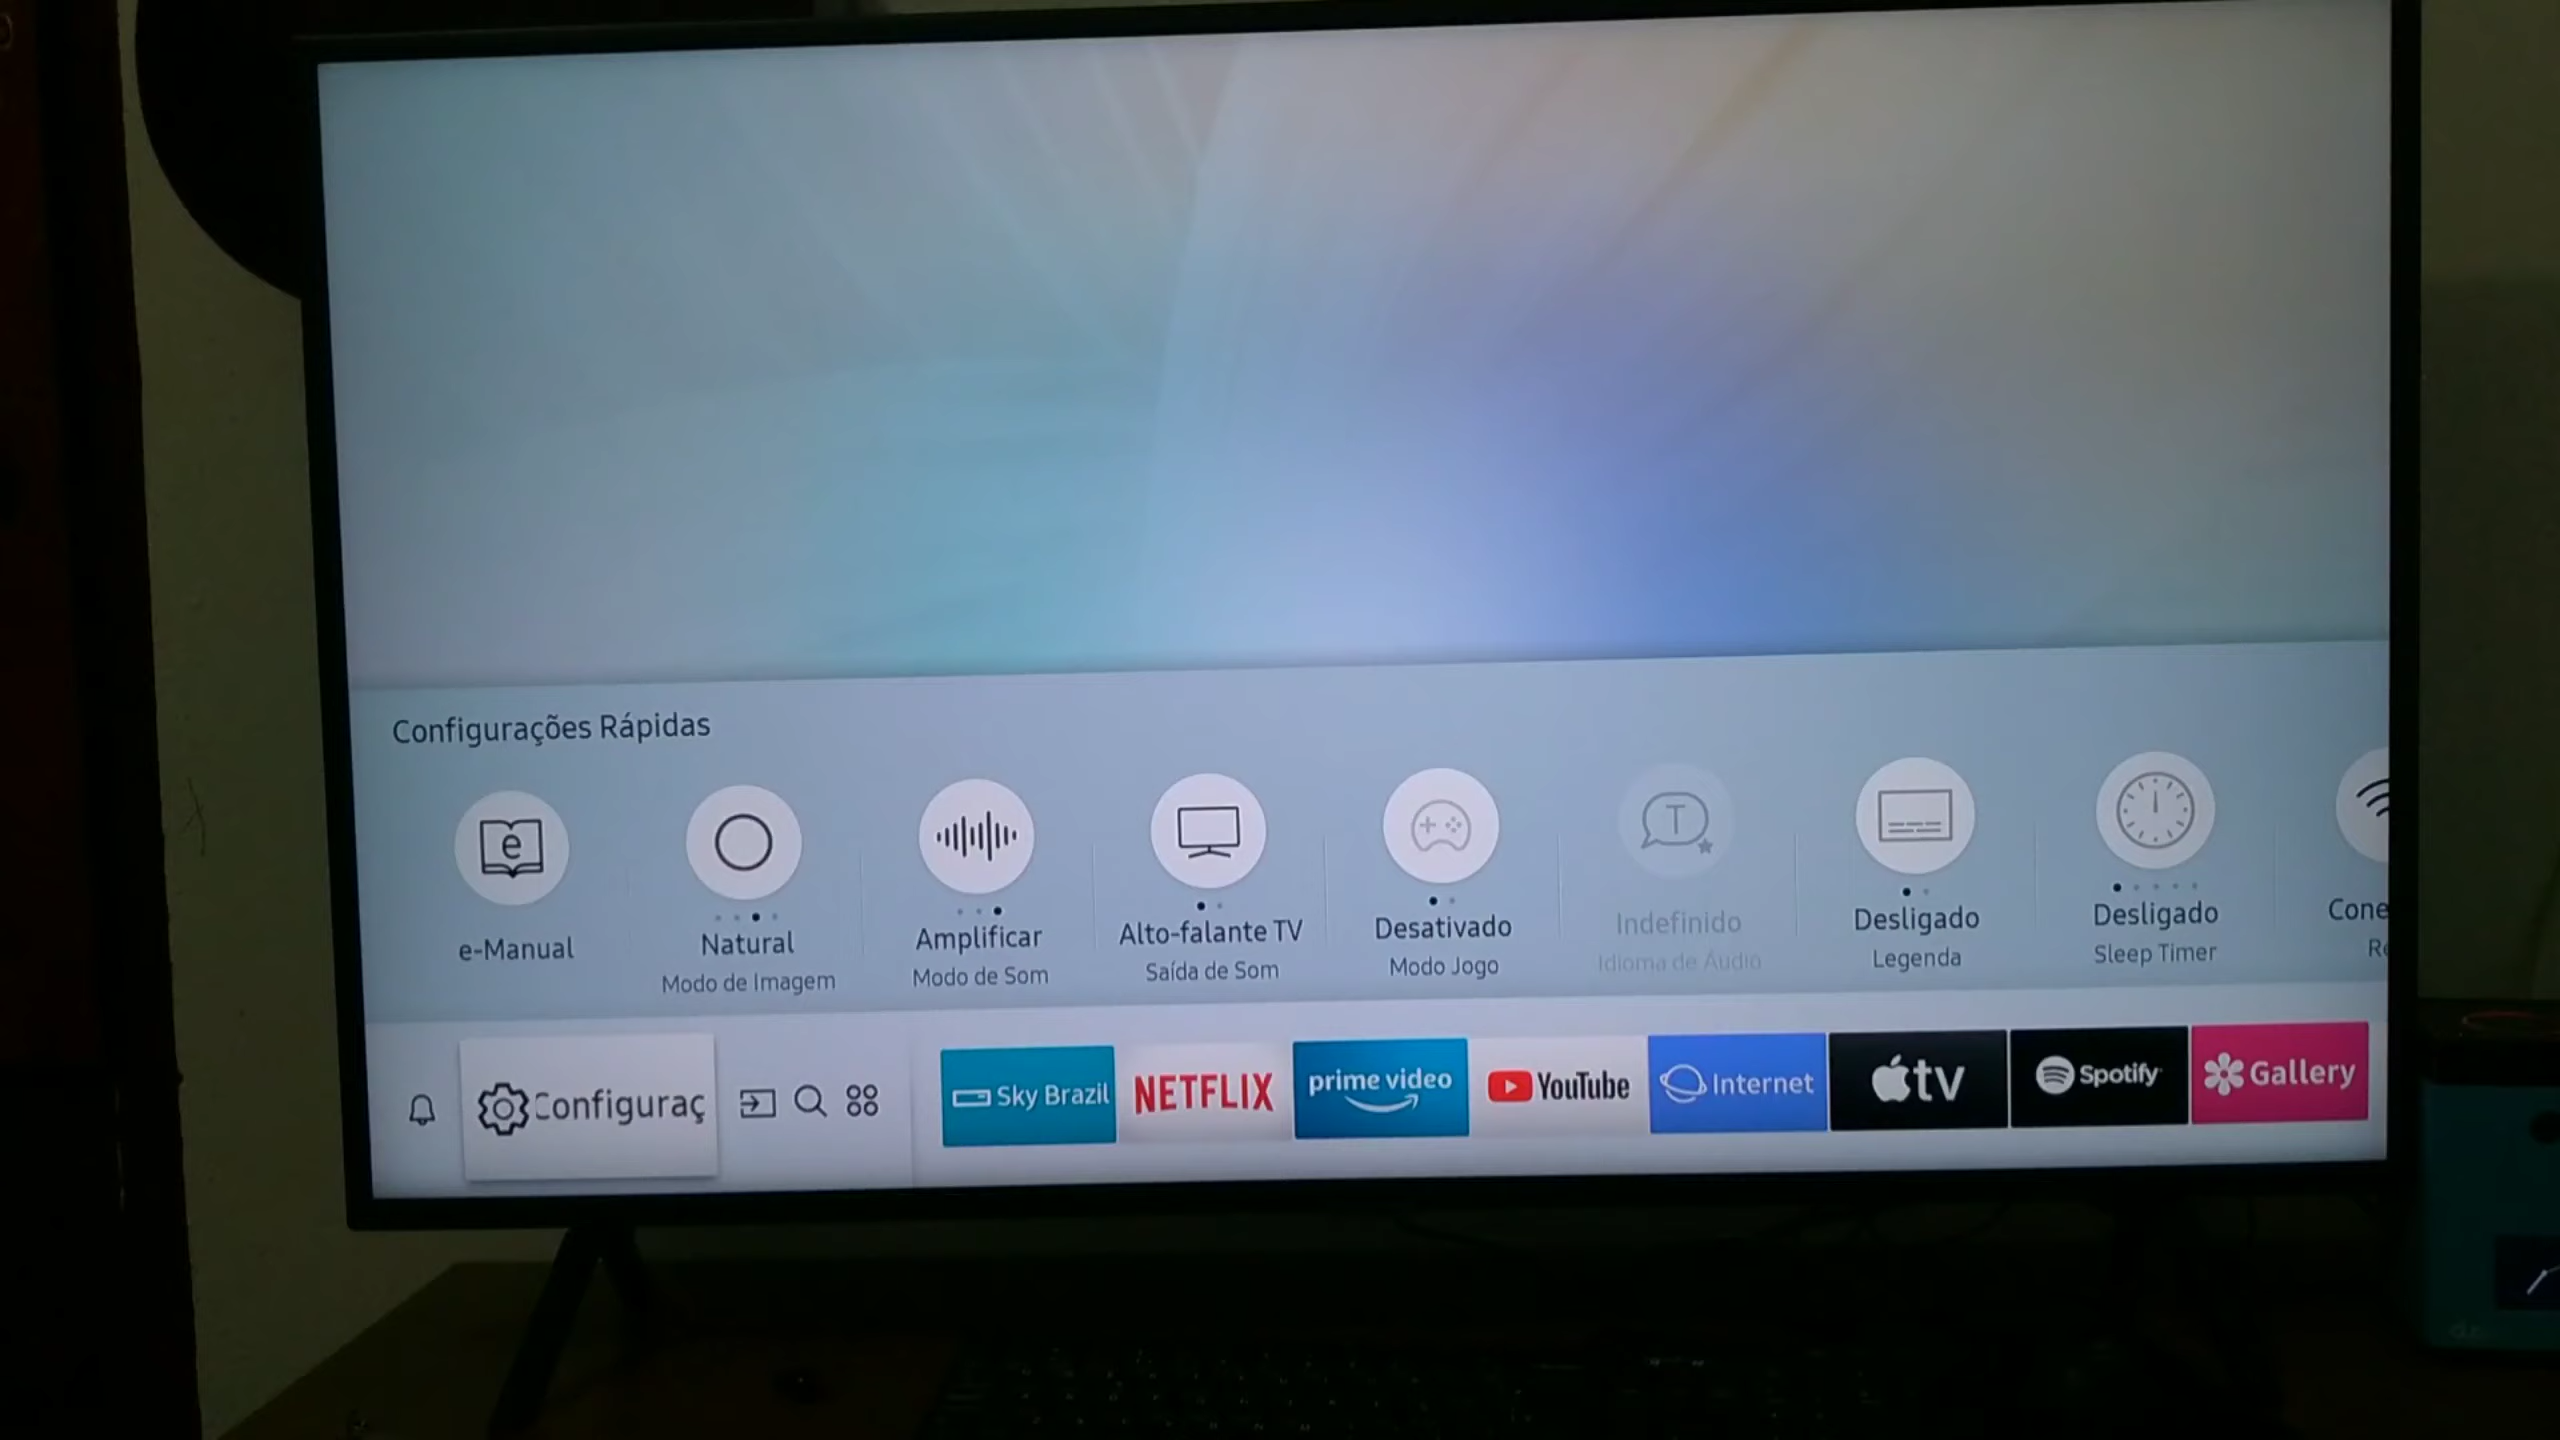 Configurações Rápidas
e
T
e-Manual
Natural
Modo de Imagem
Amplificar
Modo de Som
Alto-falante TV
Saída de Som
Desativado
Modo Jogo
Indefinido
Idioma de Áudio
Desligado
Legenda
Desligado
Sleep Timer
Cone
Re
Configuraç
Sky Brazil
NETFLIX
prime video
YouTube
Internet
tv
Spotify
Gallery